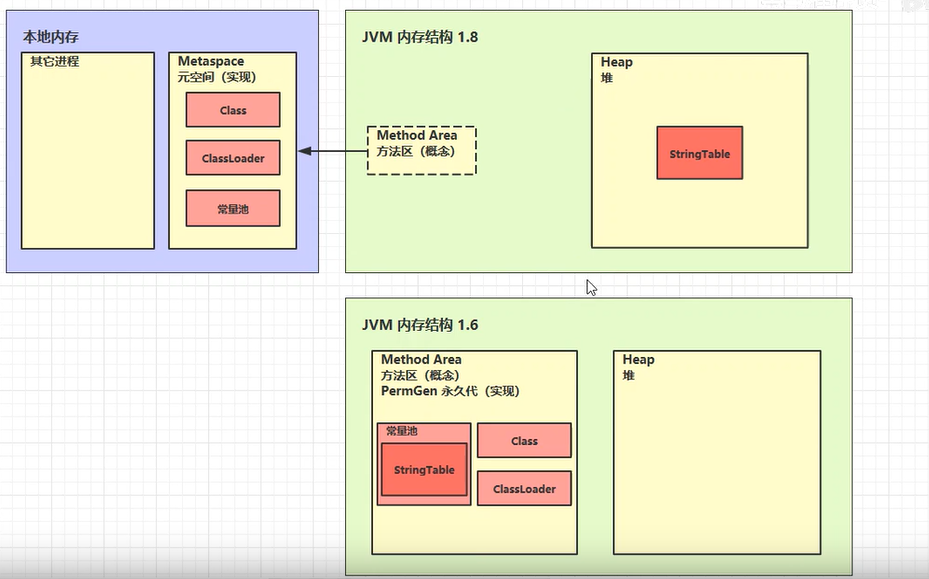 本地内存
其它进程
Metaspace
元空间（实现）
Class
ClassLoader
常量池
JVM 内存结构 1.8
Method Area
方法区（概念）
Heap
堆
StringTable
JVM 内存结构 1.6
Method Area
方法区（概念）
PermGen 永久代（实现）
常量池
StringTable
Class
ClassLoader
Heap
堆